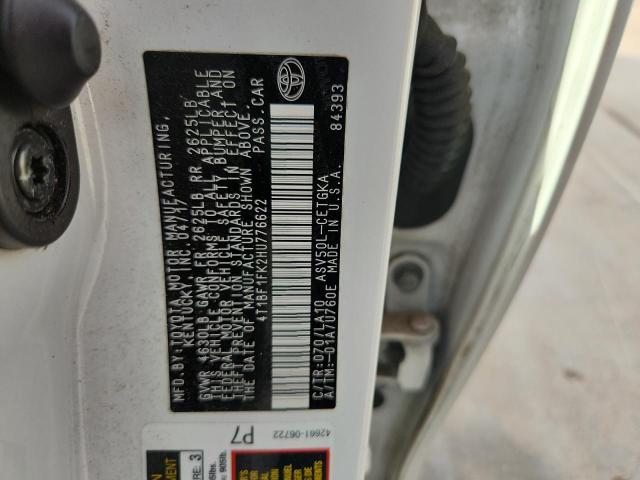 MFD.BY:TOYOTA MOTOR MANUFACTURING,
KENTUCKY, INC. 04/17
GVWR 4630LB GAWR FR 2625LB RR 2625LB
THIS VEHICLE CONFORMS TO ALL APPLICABLE
FEDERAL MOTOR VEHICLE SAFETY BUMPER, AND
THEFT PREVENTION STANDARDS IN EFFECT ON
THE DATE OF MANUFACTURE SHOWN ABOVE.
4T1BF1FK2HU776622 PASS.CAR
C/TR:070/LA10 ASV50L-CETGKA
A/TM:-01A/U760E MADE IN U.S.A. 84393
42661-06722
P7